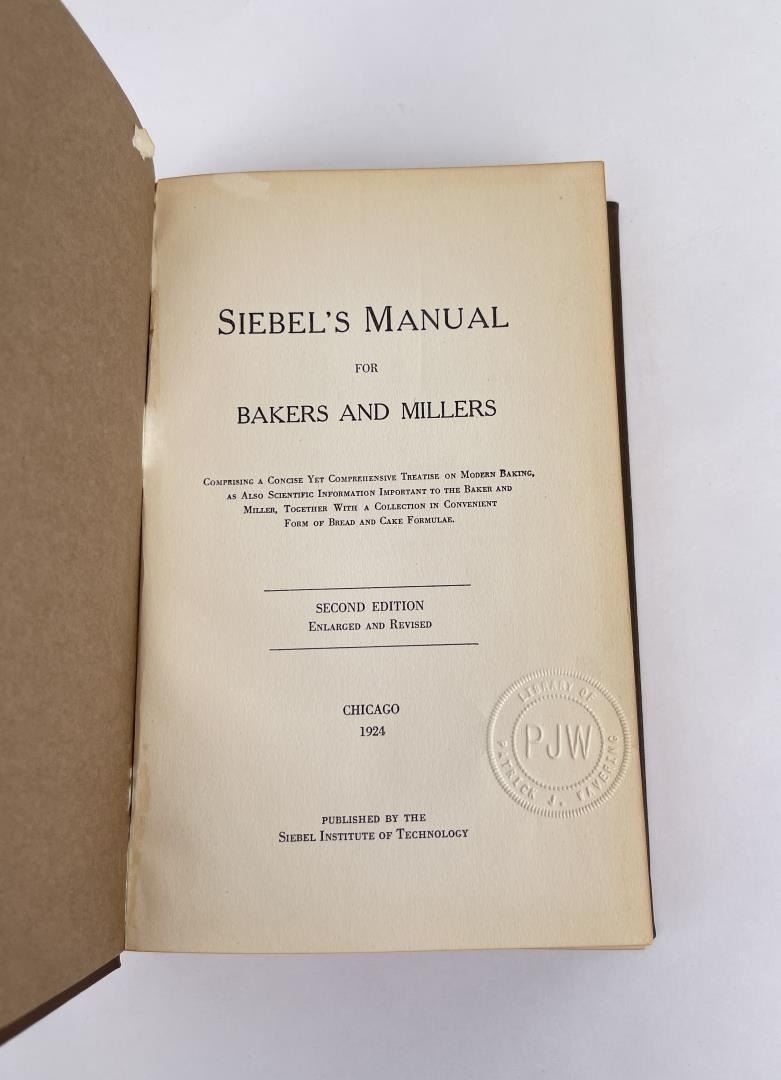 SIEBEL'S MANUAL
FOR
BAKERS AND MILLERS
COMPRISING A CONCISE YET COMPREHENSIVE TREATISE ON MODERN BAKING,
AS ALSO SCIENTIFIC INFORMATION IMPORTANT TO THE BAKER AND
MILLER, TOGETHER WITH A COLLECTION IN CONVENIENT
FORM OF BREAD AND CAKE FORMULAE.
SECOND EDITION
ENLARGED AND REVISED
LIBRARY OF
PJW
PATRICK J. WAVERING
CHICAGO
1924
PUBLISHED BY THE
SIEBEL INSTITUTE OF TECHNOLOGY